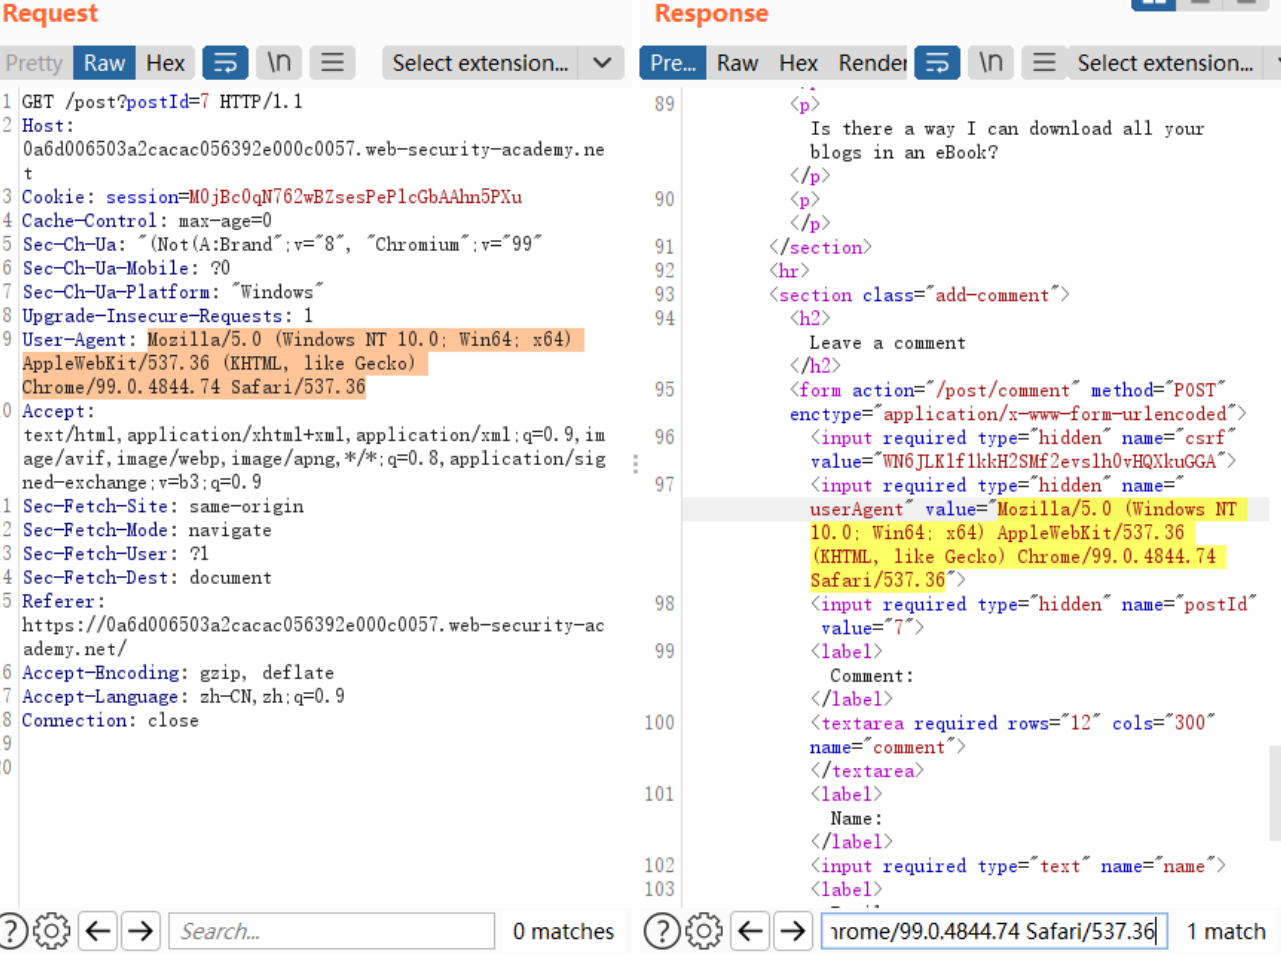 Request
Pretty Raw Hex \n Select extension...
1 GET /post?postId=7 HTTP/1.1
2 Host:
0a6d006503a2cacac056392e000c0057.web-security-academy.ne
t
3 Cookie: session=M0jBc0qN762wBZsesPePlcGbAAhn5PXu
4 Cache-Control: max-age=0
5 Sec-Ch-Ua: "(Not(A:Brand";v="8", "Chromium";v="99"
6 Sec-Ch-Ua-Mobile: ?0
7 Sec-Ch-Ua-Platform: "Windows"
8 Upgrade-Insecure-Requests: 1
9 User-Agent: Mozilla/5.0 (Windows NT 10.0; Win64; x64)
AppleWebKit/537.36 (KHTML, like Gecko)
Chrome/99.0.4844.74 Safari/537.36
0 Accept:
text/html,application/xhtml+xml,application/xml;q=0.9,im
age/avif,image/webp,image/apng,*/*;q=0.8,application/sig
ned-exchange;v=b3;q=0.9
1 Sec-Fetch-Site: same-origin
2 Sec-Fetch-Mode: navigate
3 Sec-Fetch-User: ?1
4 Sec-Fetch-Dest: document
5 Referer:
https://0a6d006503a2cacac056392e000c0057.web-security-ac
ademy.net/
6 Accept-Encoding: gzip, deflate
7 Accept-Language: zh-CN,zh;q=0.9
8 Connection: close
9
20
Search... 0 matches
Response
Pre... Raw Hex Render \n Select extension...
89 <p>
Is there a way I can download all your
blogs in an eBook?
</p>
90 <p>
</p>
91 </section>
92 <hr>
93 <section class="add-comment">
94 <h2>
Leave a comment
</h2>
95 <form action="/post/comment" method="POST"
enctype="application/x-www-form-urlencoded">
96 <input required type="hidden" name="csrf"
value="WN6JLKlf1kkH2SMf2evslh0vHQXkuGGA">
97 <input required type="hidden" name="
userAgent" value="Mozilla/5.0 (Windows NT
10.0; Win64; x64) AppleWebKit/537.36
(KHTML, like Gecko) Chrome/99.0.4844.74
Safari/537.36">
98 <input required type="hidden" name="postId"
value="7">
99 <label>
Comment:
</label>
100 <textarea required rows="12" cols="300"
name="comment">
</textarea>
101 <label>
Name:
</label>
102 <input required type="text" name="name">
103 <label>
hrome/99.0.4844.74 Safari/537.36 1 match